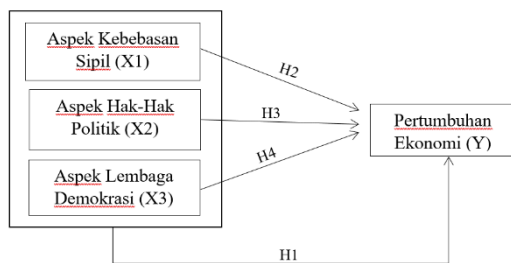 Aspek Kebebasan
Sipil (X1)
H2
Aspek Hak-Hak
Politik (X2)
H3
Pertumbuhan
Ekonomi (Y)
H4
Aspek Lembaga
Demokrasi (X3)
H1